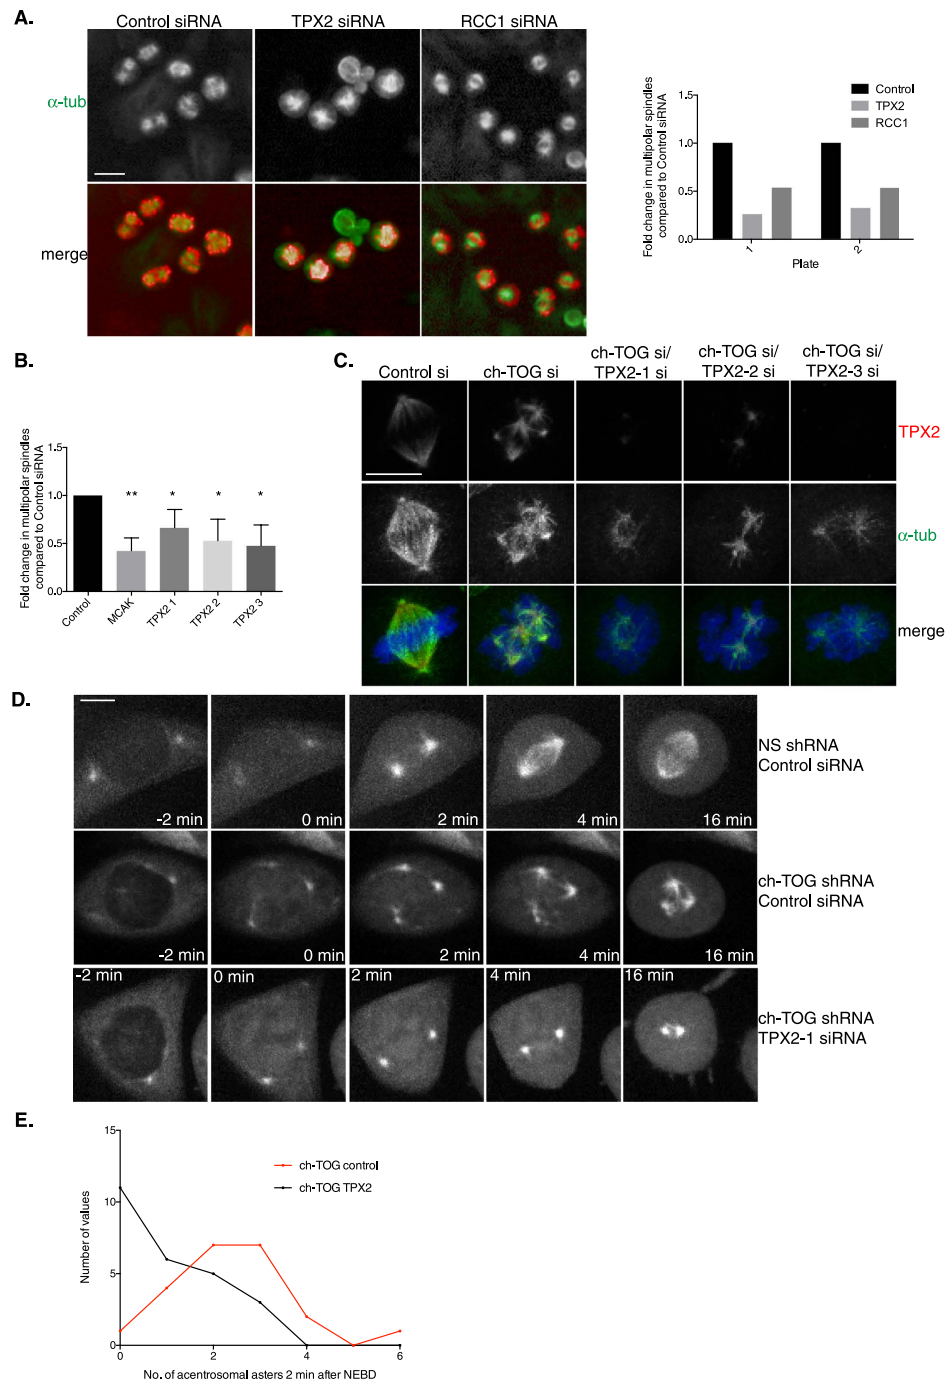 A.
Control siRNA
TPX2 siRNA
RCC1 siRNA
α-tub
merge
Fold change in multipolar spindles
compared to Control siRNA
1.5
1.0
0.5
0.0
Control
TPX2
RCC1
1
2
Plate
B.
Fold change in multipolar spindles
compared to Control siRNA
1.5
1.0
0.5
0.0
**
*
*
*
Control
MCAK
TPX2 1
TPX2 2
TPX2 3
C.
Control si
ch-TOG si
ch-TOG si/
TPX2-1 si
ch-TOG si/
TPX2-2 si
ch-TOG si/
TPX2-3 si
TPX2
α-tub
merge
D.
-2 min
0 min
2 min
4 min
16 min
NS shRNA
Control siRNA
-2 min
0 min
2 min
4 min
16 min
ch-TOG shRNA
Control siRNA
-2 min
0 min
2 min
4 min
16 min
ch-TOG shRNA
TPX2-1 siRNA
E.
Number of values
15
10
5
0
ch-TOG control
ch-TOG TPX2
0
2
4
6
No. of acentrosomal asters 2 min after NEBD